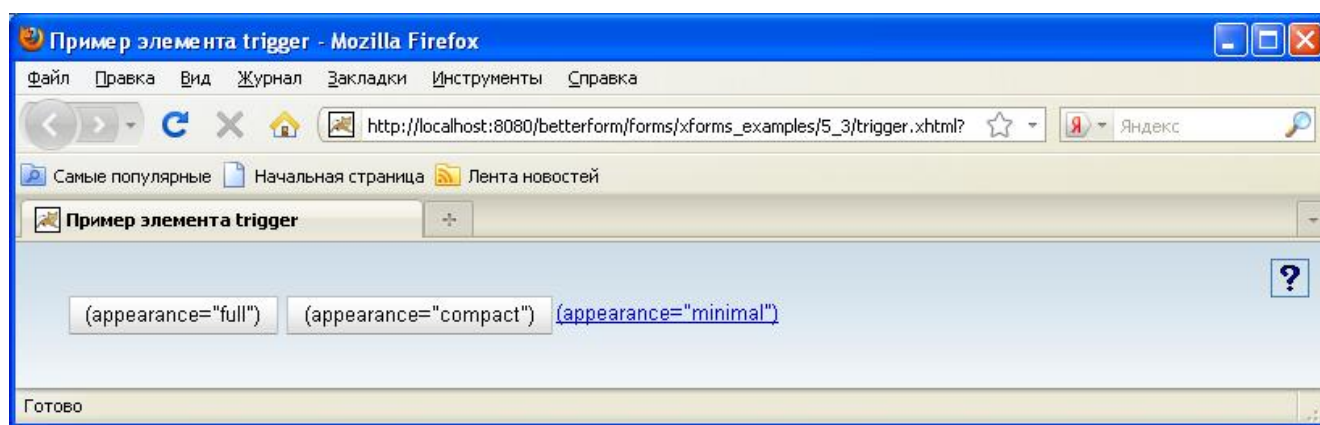 Пример элемента trigger - Mozilla Firefox
Файл Правка Вид Журнал Закладки Инструменты Справка
http://localhost:8080/betterform/forms/xforms_examples/5_3/trigger.xhtml? Я Яндекс
Самые популярные Начальная страница Лента новостей
Пример элемента trigger
?
(appearance="full") (appearance="compact") (appearance="minimal")
Готово